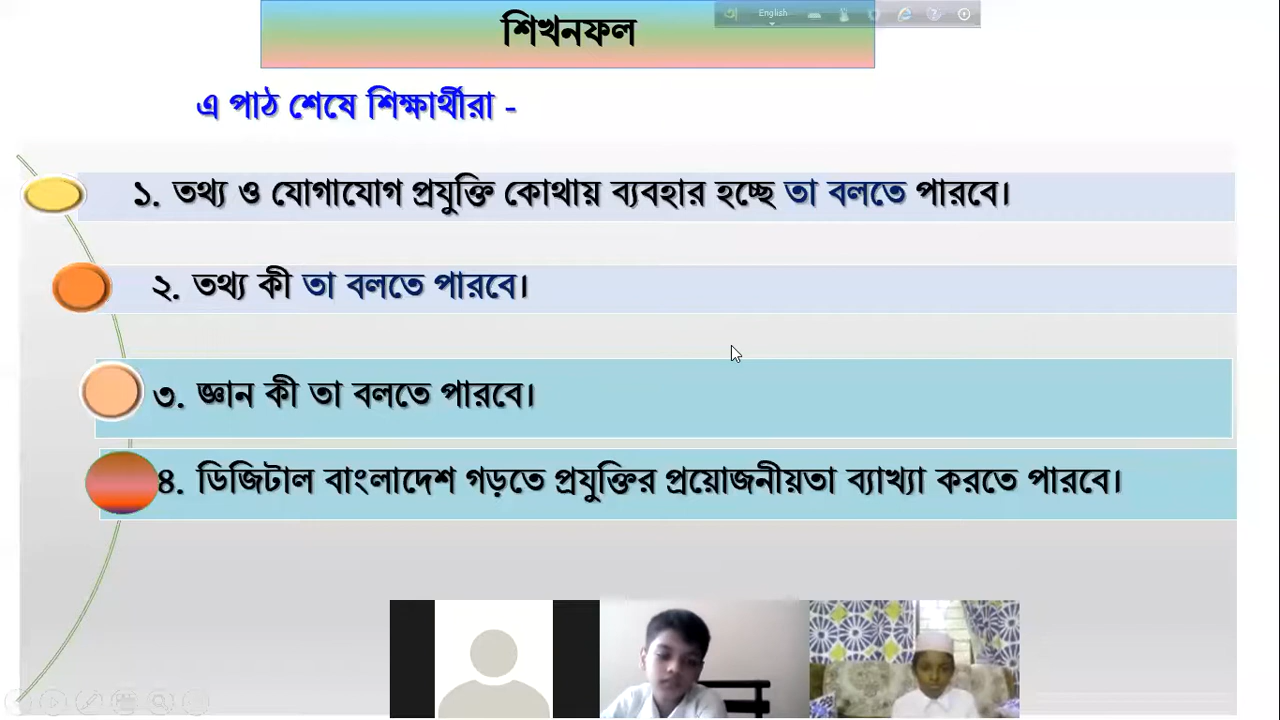 শিখনফল
English
এ পাঠ শেষে শিক্ষার্থীরা -
১. তথ্য ও যোগাযোগ প্রযুক্তি কোথায় ব্যবহার হচ্ছে তা বলতে পারবে।
২. তথ্য কী তা বলতে পারবে।
৩. জ্ঞান কী তা বলতে পারবে।
৪. ডিজিটাল বাংলাদেশ গড়তে প্রযুক্তির প্রয়োজনীয়তা ব্যাখ্যা করতে পারবে।